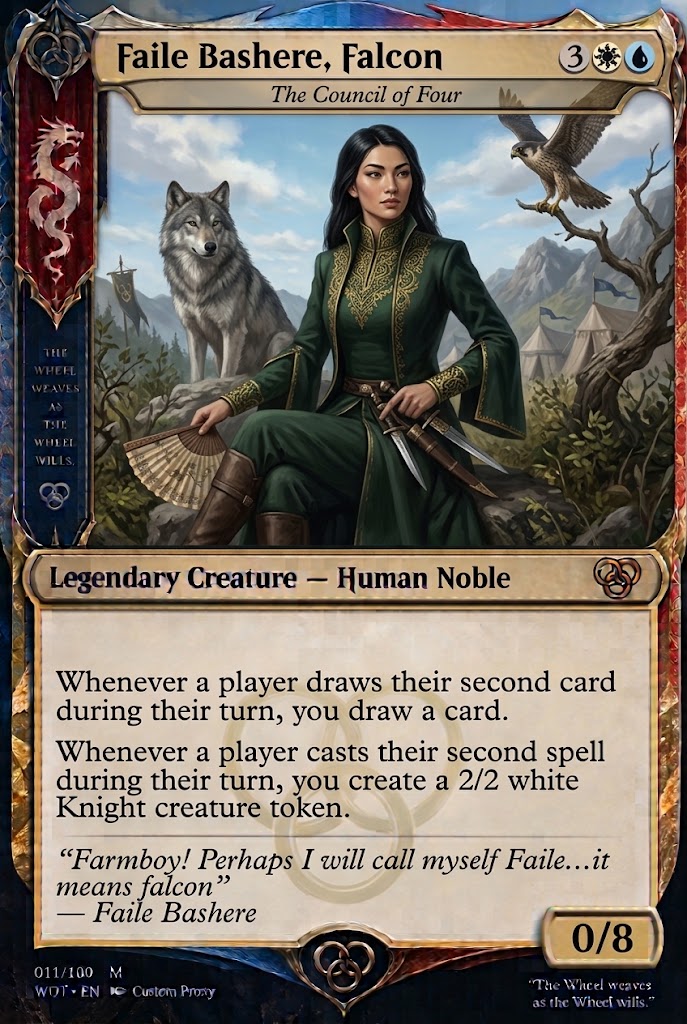 Faile Bashere, Falcon
3
The Council of Four
THE
WHEEL
WEAVES
AS
THE
WHEEL
WILLS.
Legendary Creature — Human Noble
Whenever a player draws their second card
during their turn, you draw a card.
Whenever a player casts their second spell
during their turn, you create a 2/2 white
Knight creature token.
“Farmboy! Perhaps I will call myself Faile…it
means falcon”
— Faile Bashere
0/8
011/100 M
WOT • EN Custom Proxy
“The Wheel weaves
as the Wheel wills.”